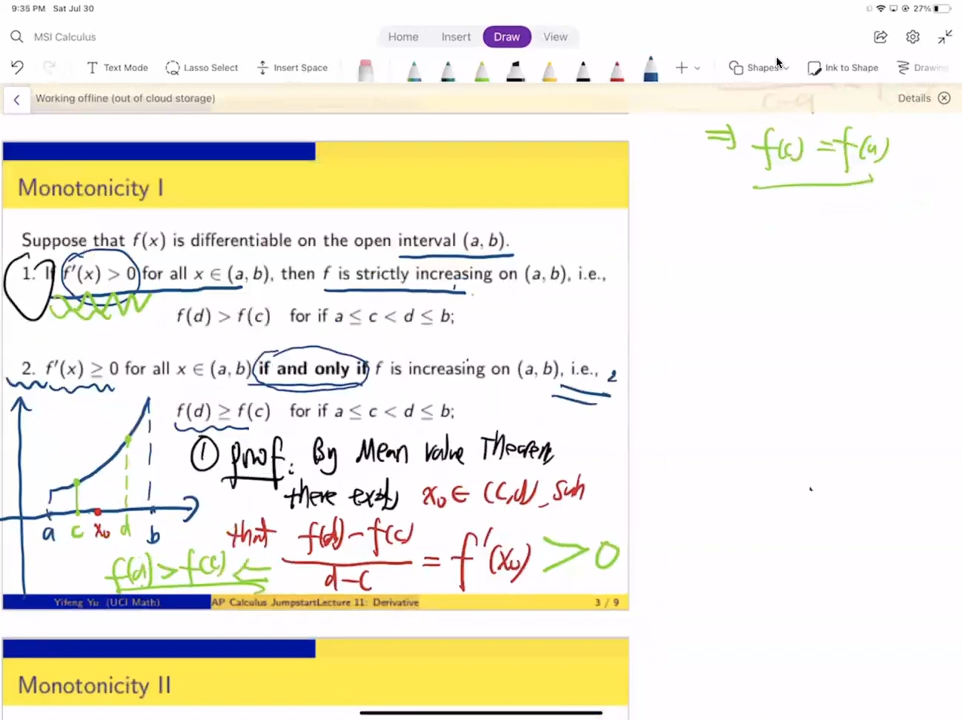 9:35 PM Sat Jul 30
27%
MSI Calculus
Home Insert Draw View
Text Mode Lasso Select Insert Space Shapes Ink to Shape Drawing
Working offline (out of cloud storage)
Details
c-a
⇒ f(c) = f(a)
Monotonicity I
Suppose that f(x) is differentiable on the open interval (a, b).
1. If f′(x) > 0 for all x ∈ (a, b), then f is strictly increasing on (a, b), i.e.,
f(d) > f(c) for if a ≤ c < d ≤ b;
2. f′(x) ≥ 0 for all x ∈ (a, b) if and only if f is increasing on (a, b), i.e., 2
f(d) ≥ f(c) for if a ≤ c < d ≤ b;
① proof: By Mean value Theorem
there exists x₀ ∈ (c,d) such
that f(d) - f(c) / d-c = f′(x₀) > 0
a c x₀ d b
f(d) > f(c) ⇐
Yifeng Yu (UCI Math) AP Calculus JumpstartLecture 11: Derivative 3 / 9
Monotonicity II